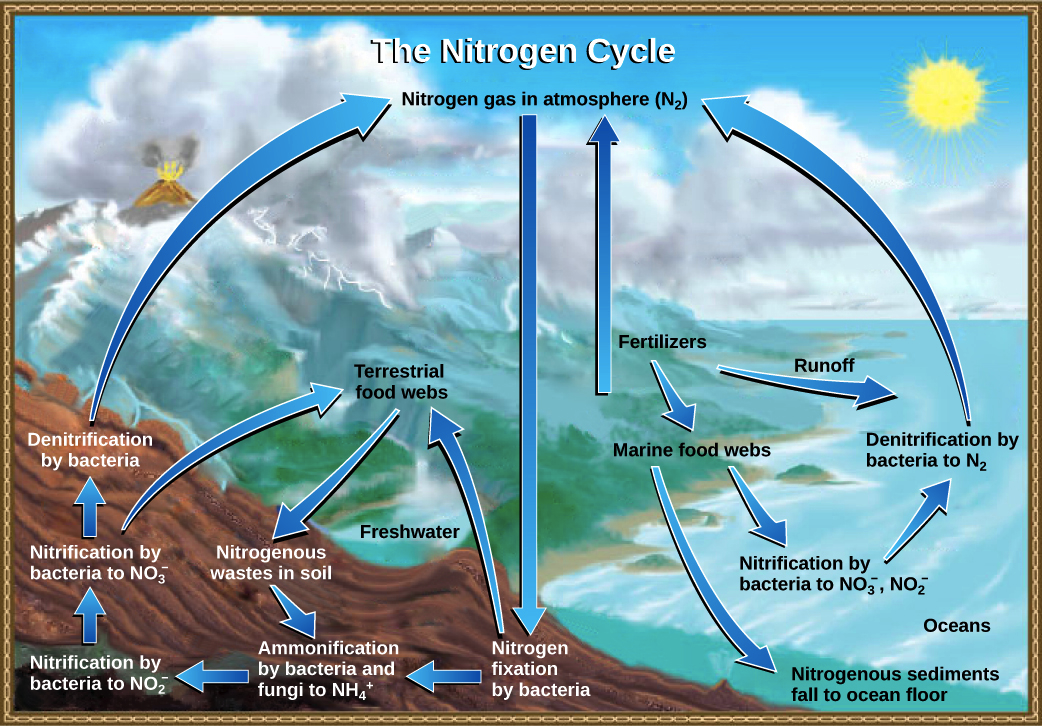 The Nitrogen Cycle
Nitrogen gas in atmosphere (N₂)
Fertilizers
Runoff
Terrestrial
food webs
Denitrification
by bacteria
Marine food webs
Denitrification by
bacteria to N₂
Freshwater
Nitrification by
bacteria to NO₃⁻
Nitrogenous
wastes in soil
Nitrification by
bacteria to NO₃⁻, NO₂⁻
Oceans
Nitrification by
bacteria to NO₂⁻
Ammonification
by bacteria and
fungi to NH₄⁺
Nitrogen
fixation
by bacteria
Nitrogenous sediments
fall to ocean floor